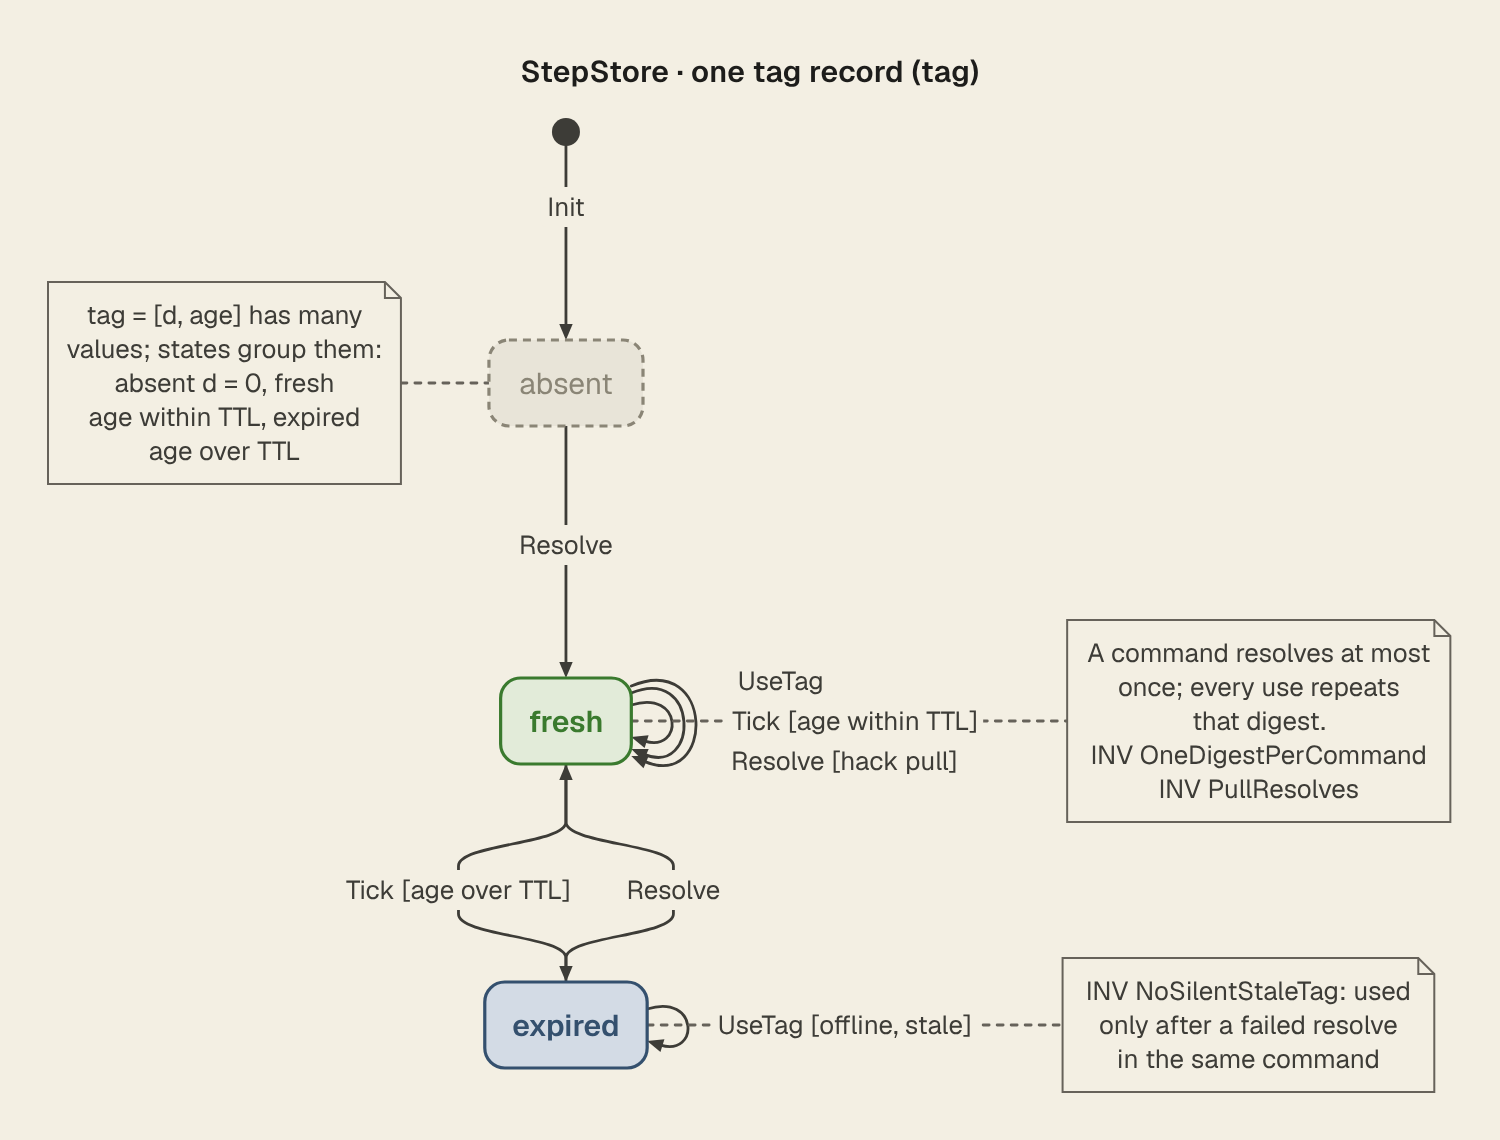 StepStore · one tag record (tag)
Init
tag = [d, age] has many
values; states group them:
absent d = 0, fresh
age within TTL, expired
age over TTL
absent
Resolve
fresh
UseTag
Tick [age within TTL]
Resolve [hack pull]
A command resolves at most
once; every use repeats
that digest.
INV OneDigestPerCommand
INV PullResolves
Tick [age over TTL]
Resolve
expired
UseTag [offline, stale]
INV NoSilentStaleTag: used
only after a failed resolve
in the same command